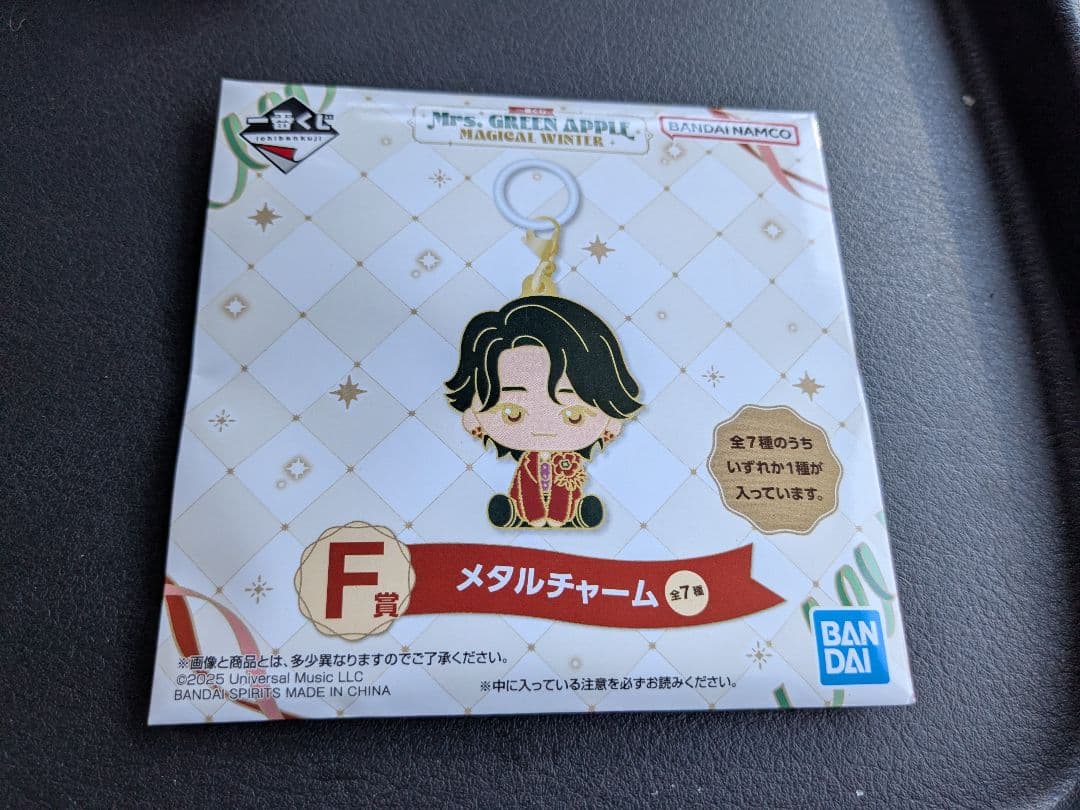 一番くじ
ichibankuji
一番くじ
Mrs. GREEN APPLE
MAGICAL WINTER
BANDAI NAMCO
全7種のうち
いずれか1種が
入っています。
F賞
メタルチャーム
全7種
※画像と商品とは、多少異なりますのでご了承ください。
©2025 Universal Music LLC
BANDAI SPIRITS MADE IN CHINA
※中に入っている注意を必ずお読みください。
BAN
DAI